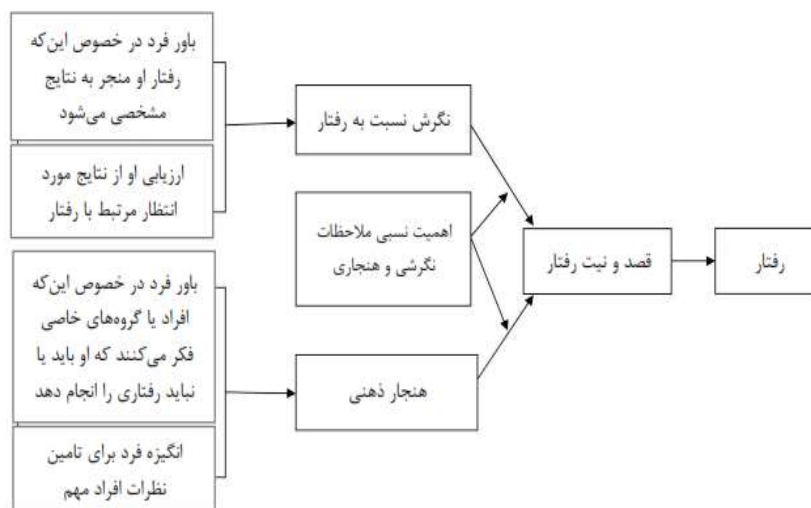 باور فرد در خصوص این‌که
رفتار او منجر به نتایج
مشخصی می‌شود
ارزیابی او از نتایج مورد
انتظار مرتبط با رفتار
باور فرد در خصوص این‌که
افراد یا گروه‌های خاصی
فکر می‌کنند که او باید یا
نباید رفتاری را انجام دهد
انگیزه فرد برای تامین
نظرات افراد مهم
نگرش نسبت به رفتار
اهمیت نسبی ملاحظات
نگرشی و هنجاری
هنجار ذهنی
قصد و نیت رفتار
رفتار